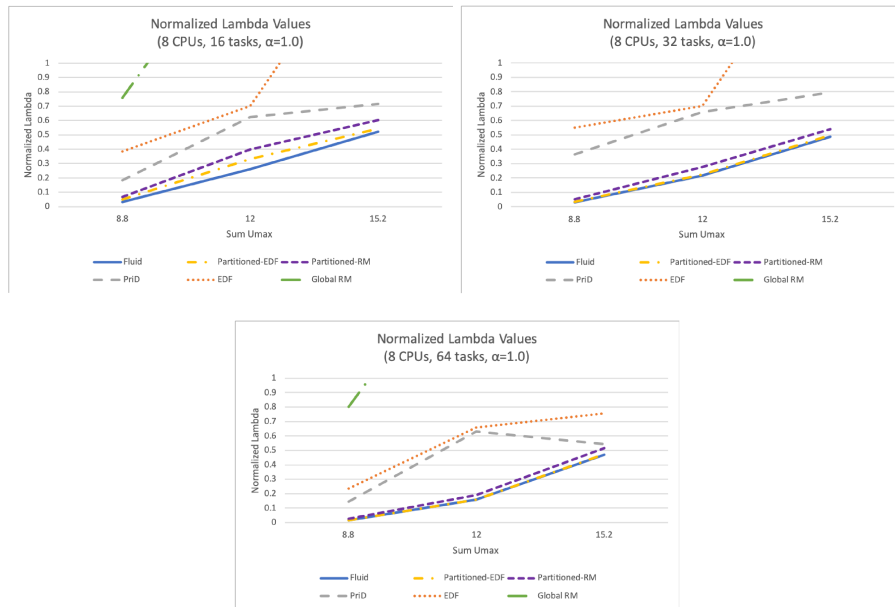 Normalized Lambda Values
(8 CPUs, 16 tasks, α=1.0)
Normalized Lambda
1
0.9
0.8
0.7
0.6
0.5
0.4
0.3
0.2
0.1
0
8.8 12 15.2
Sum Umax
Fluid Partitioned-EDF Partitioned-RM
PriD EDF Global RM
Normalized Lambda Values
(8 CPUs, 32 tasks, α=1.0)
Normalized Lambda
1
0.9
0.8
0.7
0.6
0.5
0.4
0.3
0.2
0.1
0
8.8 12 15.2
Sum Umax
Fluid Partitioned-EDF Partitioned-RM
PriD EDF Global RM
Normalized Lambda Values
(8 CPUs, 64 tasks, α=1.0)
Normalized Lambda
1
0.9
0.8
0.7
0.6
0.5
0.4
0.3
0.2
0.1
0
8.8 12 15.2
Sum Umax
Fluid Partitioned-EDF Partitioned-RM
PriD EDF Global RM